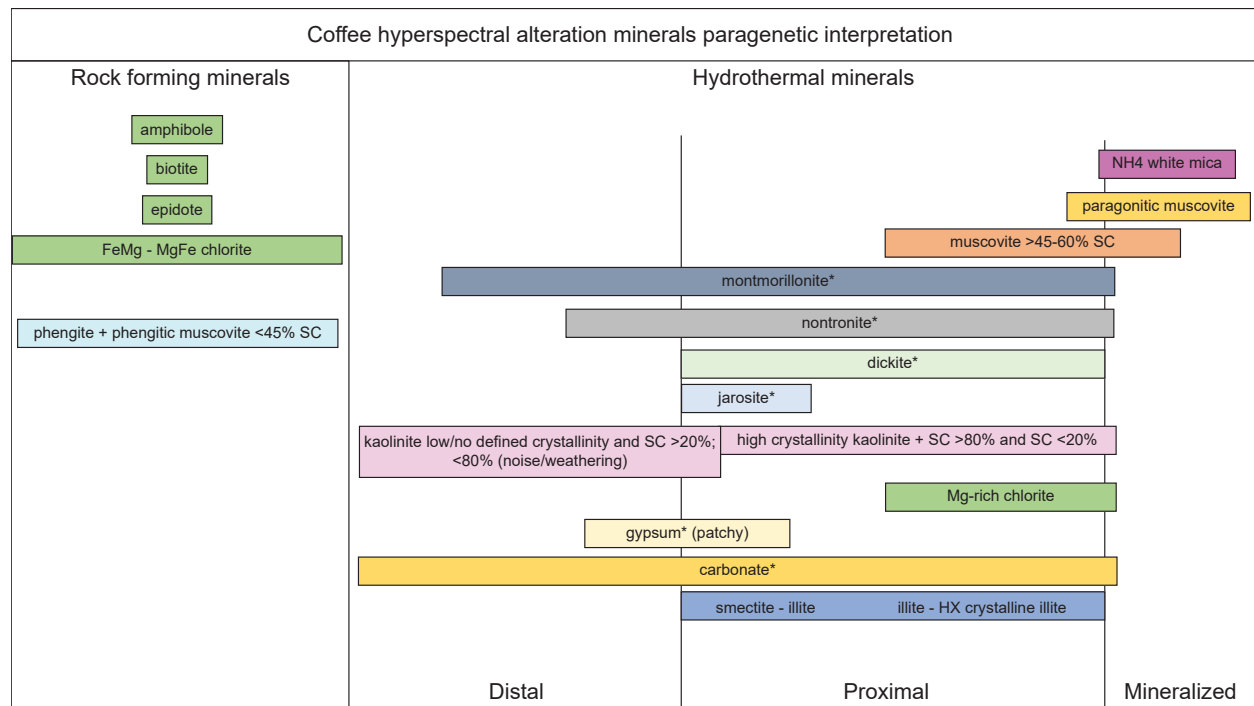 Coffee hyperspectral alteration minerals paragenetic interpretation
Rock forming minerals
Hydrothermal minerals
amphibole
biotite
epidote
FeMg - MgFe chlorite
phengite + phengitic muscovite <45% SC
NH4 white mica
paragonitic muscovite
muscovite >45-60% SC
montmorillonite*
nontronite*
dickite*
jarosite*
kaolinite low/no defined crystallinity and SC >20%;
<80% (noise/weathering)
high crystallinity kaolinite + SC >80% and SC <20%
Mg-rich chlorite
gypsum* (patchy)
carbonate*
smectite - illite
illite - HX crystalline illite
Distal
Proximal
Mineralized